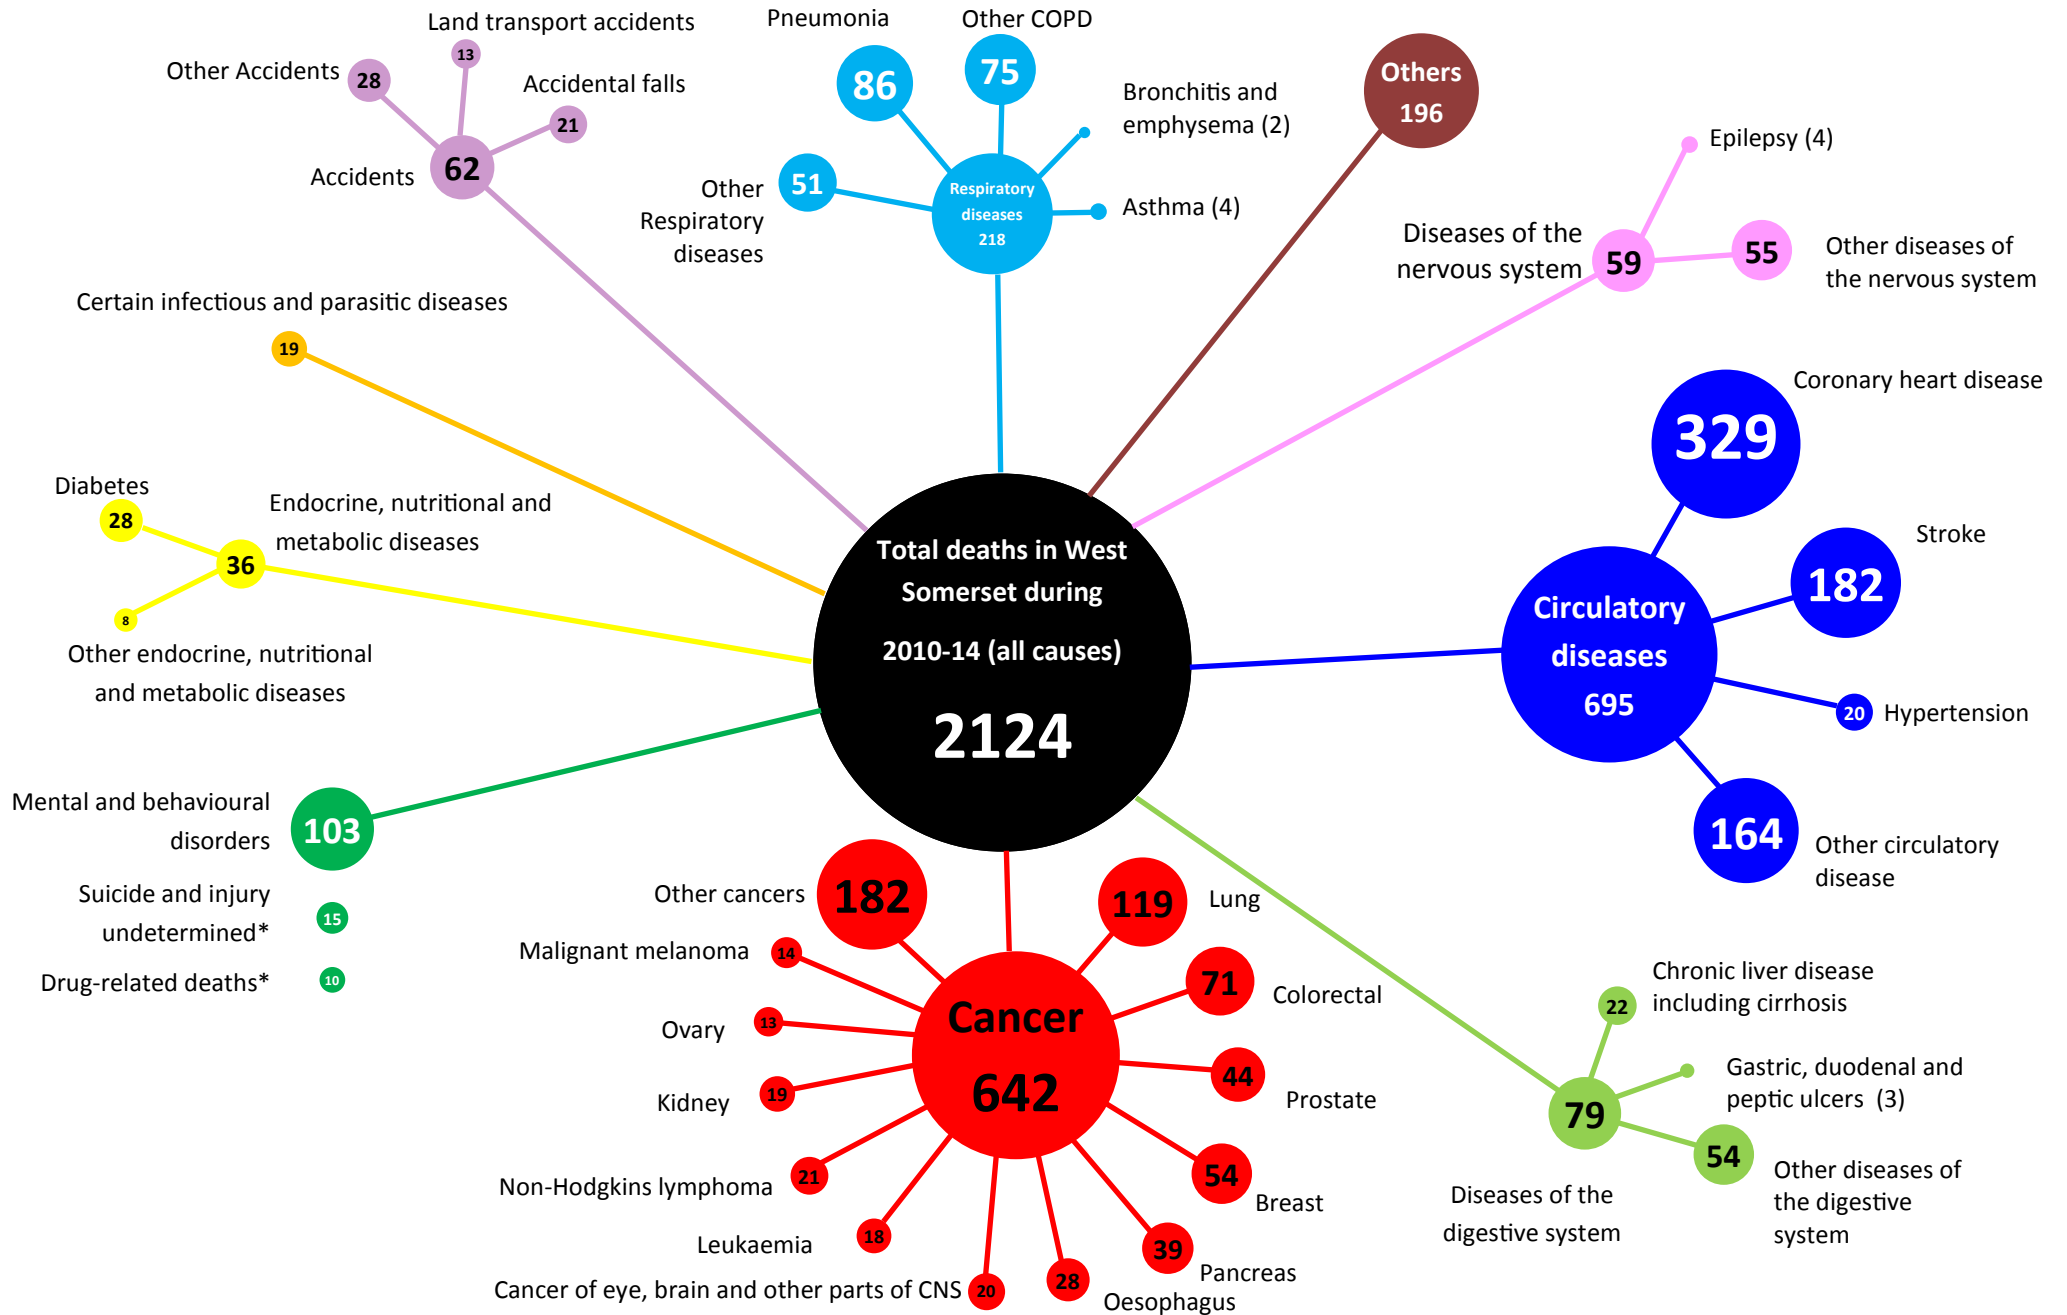 Land transport accidents
13
Other Accidents
28
Accidental falls
21
Accidents
62
Pneumonia
86
Other COPD
75
Bronchitis and
emphysema (2)
Other
Respiratory
diseases
51
Respiratory
diseases
218
Asthma (4)
Others
196
Epilepsy (4)
Diseases of the
nervous system
59
55
Other diseases of
the nervous system
Certain infectious and parasitic diseases
19
Diabetes
28
Endocrine, nutritional and
metabolic diseases
36
8
Other endocrine, nutritional
and metabolic diseases
Total deaths in West
Somerset during
2010-14 (all causes)
2124
Coronary heart disease
329
Stroke
182
Circulatory
diseases
695
20
Hypertension
164
Other circulatory
disease
Mental and behavioural
disorders
103
Suicide and injury
undetermined*
15
Drug-related deaths*
10
Other cancers
182
119
Lung
Malignant melanoma
14
71
Colorectal
Ovary
13
Cancer
642
Kidney
19
44
Prostate
Non-Hodgkins lymphoma
21
54
Breast
Leukaemia
18
39
Pancreas
Cancer of eye, brain and other parts of CNS
20
28
Oesophagus
Chronic liver disease
including cirrhosis
22
Gastric, duodenal and
peptic ulcers (3)
79
54
Diseases of the
digestive system
Other diseases of
the digestive
system